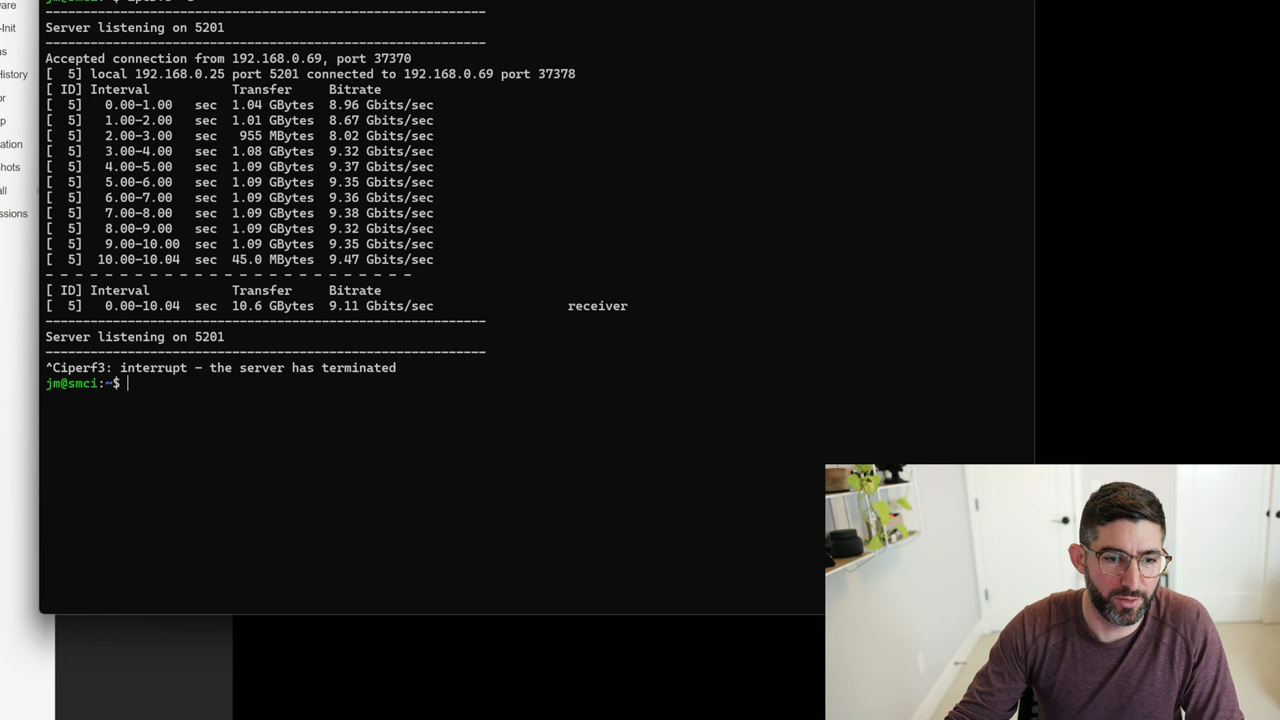 ware
-Init
ns
History
or
p
ation
hots
all
ssions
-----------------------------------------------------------
Server listening on 5201
-----------------------------------------------------------
Accepted connection from 192.168.0.69, port 37370
[  5] local 192.168.0.25 port 5201 connected to 192.168.0.69 port 37378
[ ID] Interval           Transfer     Bitrate
[  5]   0.00-1.00   sec  1.04 GBytes  8.96 Gbits/sec
[  5]   1.00-2.00   sec  1.01 GBytes  8.67 Gbits/sec
[  5]   2.00-3.00   sec   955 MBytes  8.02 Gbits/sec
[  5]   3.00-4.00   sec  1.08 GBytes  9.32 Gbits/sec
[  5]   4.00-5.00   sec  1.09 GBytes  9.37 Gbits/sec
[  5]   5.00-6.00   sec  1.09 GBytes  9.35 Gbits/sec
[  5]   6.00-7.00   sec  1.09 GBytes  9.36 Gbits/sec
[  5]   7.00-8.00   sec  1.09 GBytes  9.38 Gbits/sec
[  5]   8.00-9.00   sec  1.09 GBytes  9.32 Gbits/sec
[  5]   9.00-10.00  sec  1.09 GBytes  9.35 Gbits/sec
[  5]  10.00-10.04  sec  45.0 MBytes  9.47 Gbits/sec
- - - - - - - - - - - - - - - - - - - - - - - - -
[ ID] Interval           Transfer     Bitrate
[  5]   0.00-10.04  sec  10.6 GBytes  9.11 Gbits/sec                  receiver
-----------------------------------------------------------
Server listening on 5201
-----------------------------------------------------------
^Ciperf3: interrupt - the server has terminated
jm@smci:~$